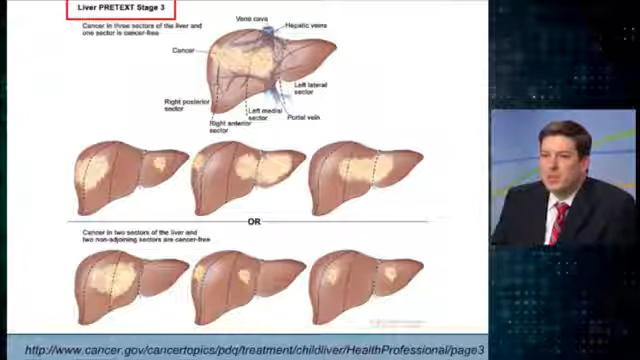 Liver PRETEXT Stage 3
Cancer in three sectors of the liver and
one sector is cancer-free
Vena cava
Hepatic veins
Cancer
Left lateral
sector
Right posterior
sector
Left medial
sector
Portal vein
Right anterior
sector
OR
Cancer in two sectors of the liver and
two non-adjoining sectors are cancer-free
http://www.cancer.gov/cancertopics/pdq/treatment/childliver/HealthProfessional/page3